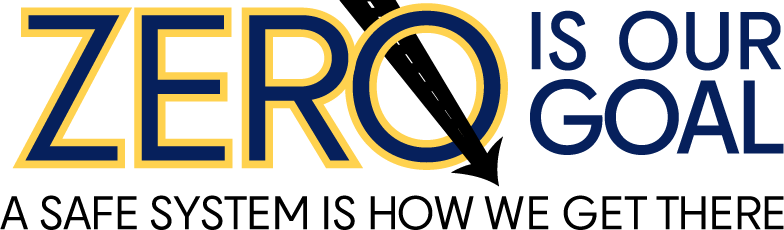 ZERO IS OUR
GOAL
A SAFE SYSTEM IS HOW WE GET THERE